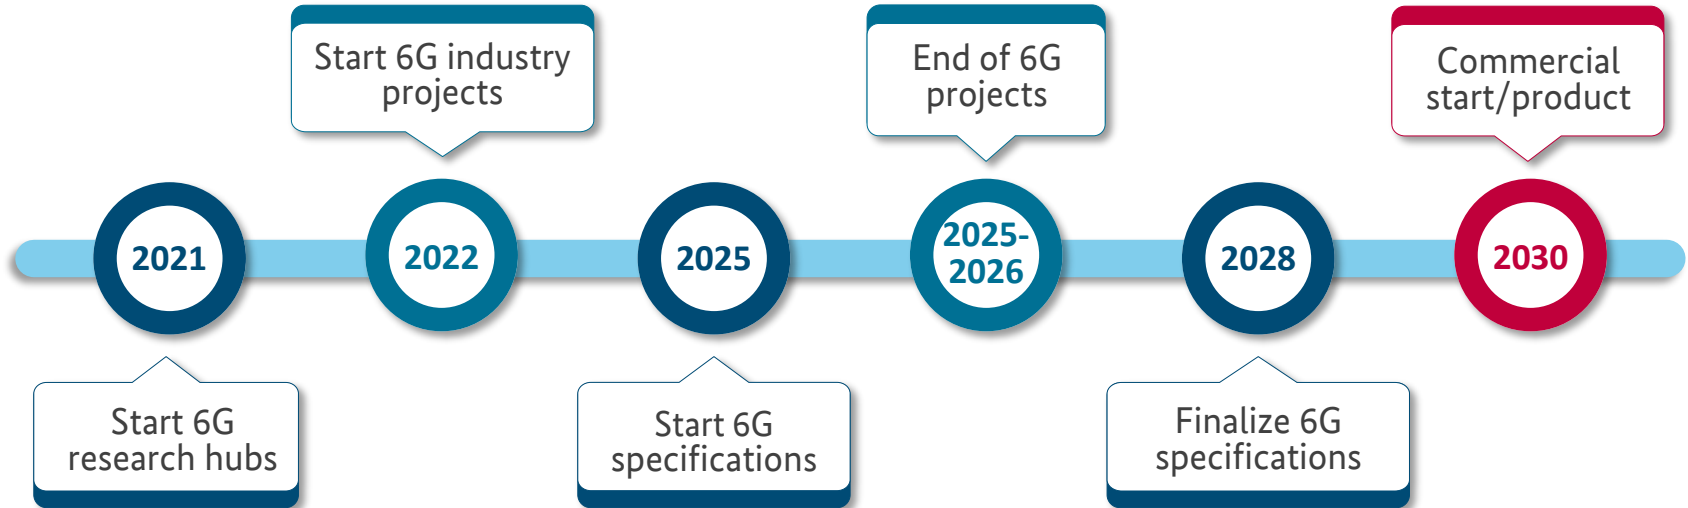 Start 6G industry
projects
End of 6G
projects
Commercial
start/product
2021
2022
2025
2025-
2026
2028
2030
Start 6G
research hubs
Start 6G
specifications
Finalize 6G
specifications